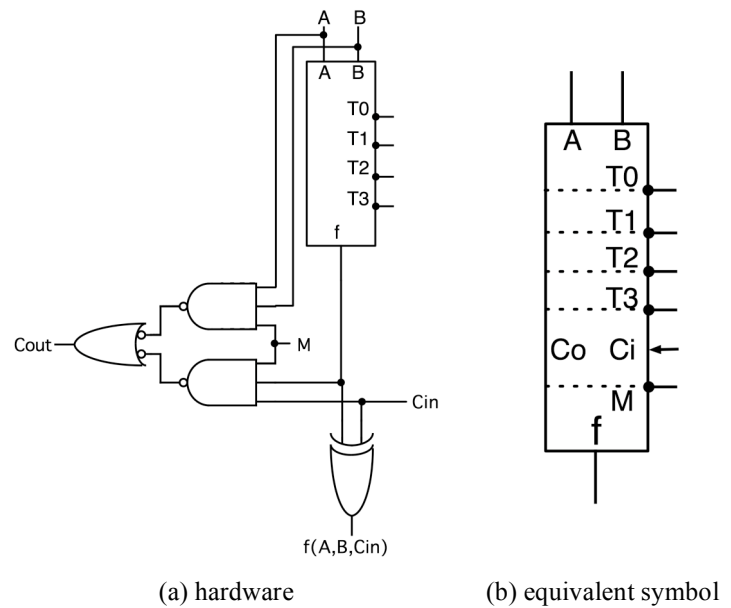 A B
A B
T0
T1
T2
T3
f
M
Cout
Cin
f(A,B,Cin)
A B
T0
T1
T2
T3
Co Ci
M
f
(a) hardware (b) equivalent symbol